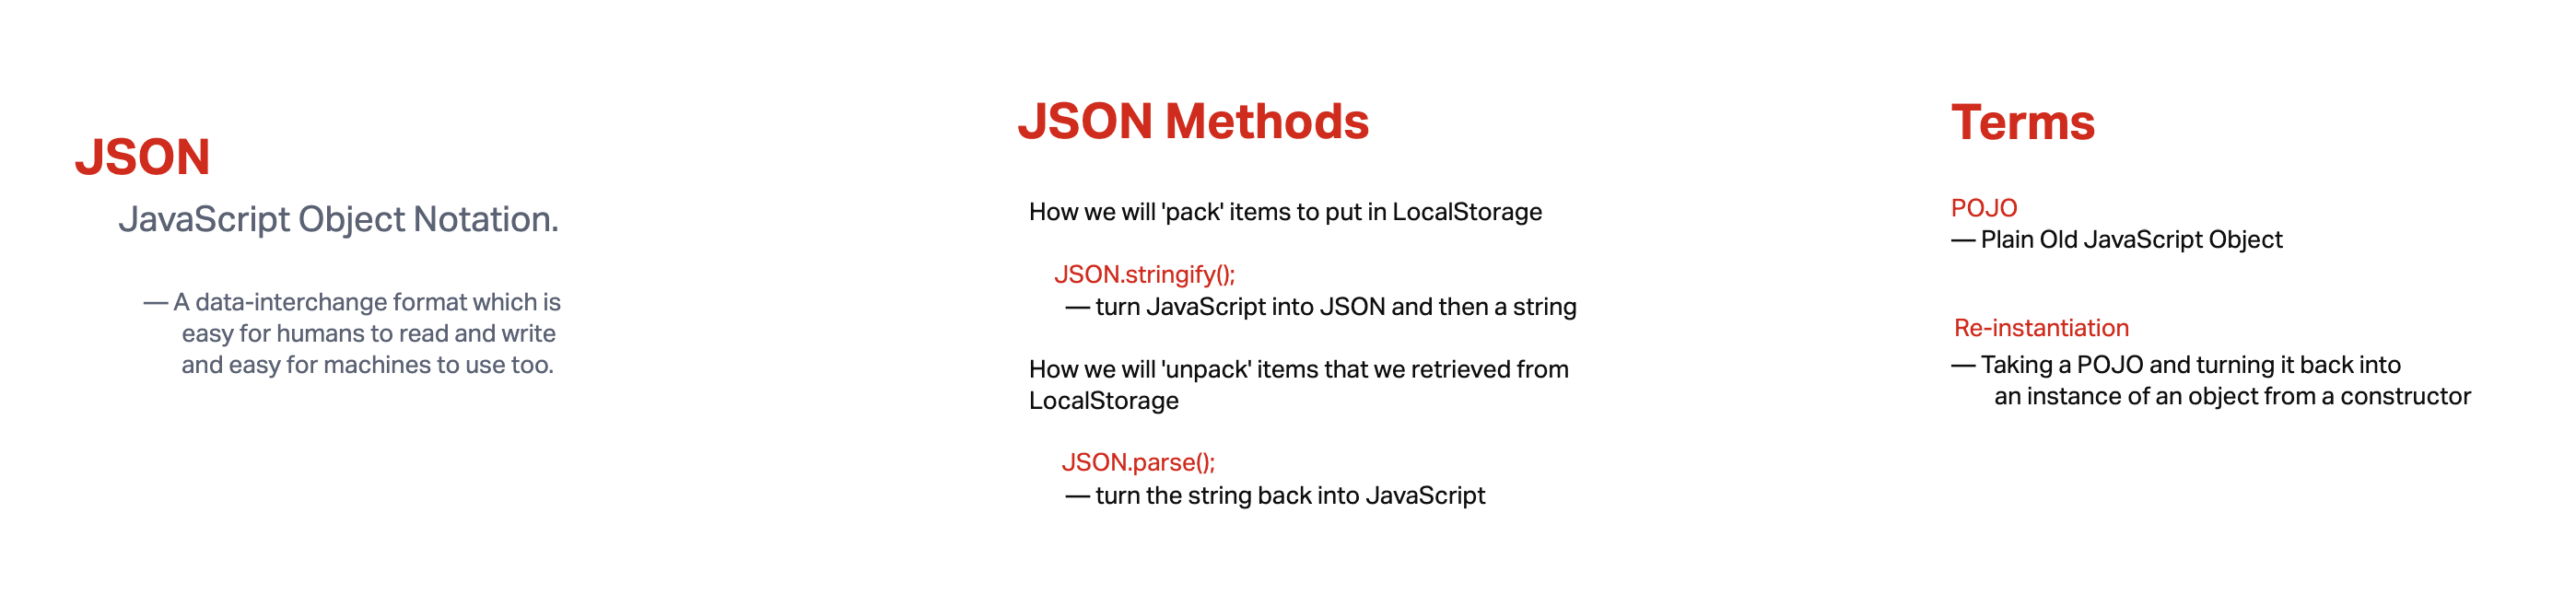 JSON
JavaScript Object Notation.
— A data-interchange format which is
easy for humans to read and write
and easy for machines to use too.
JSON Methods
How we will 'pack' items to put in LocalStorage
JSON.stringify();
— turn JavaScript into JSON and then a string
How we will 'unpack' items that we retrieved from
LocalStorage
JSON.parse();
— turn the string back into JavaScript
Terms
POJO
— Plain Old JavaScript Object
Re-instantiation
— Taking a POJO and turning it back into
an instance of an object from a constructor